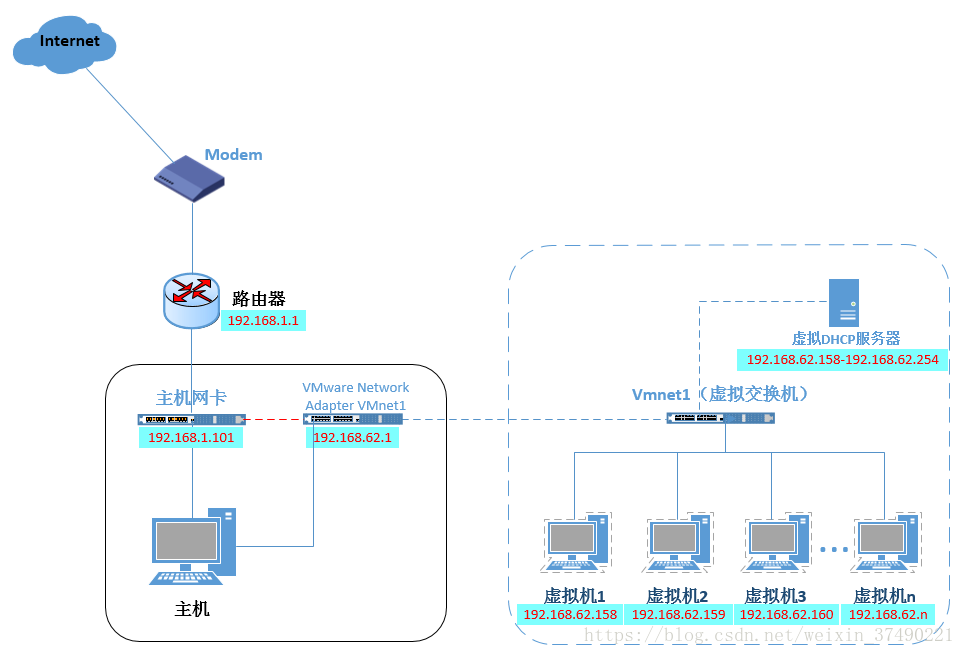 Internet
Modem
路由器
192.168.1.1
主机网卡
192.168.1.101
VMware Network
Adapter VMnet1
192.168.62.1
主机
虚拟DHCP服务器
192.168.62.158-192.168.62.254
Vmnet1（虚拟交换机）
虚拟机1
虚拟机2
虚拟机3
虚拟机n
192.168.62.158
192.168.62.159
192.168.62.160
192.168.62.n
https://blog.csdn.net/weixin_37490221